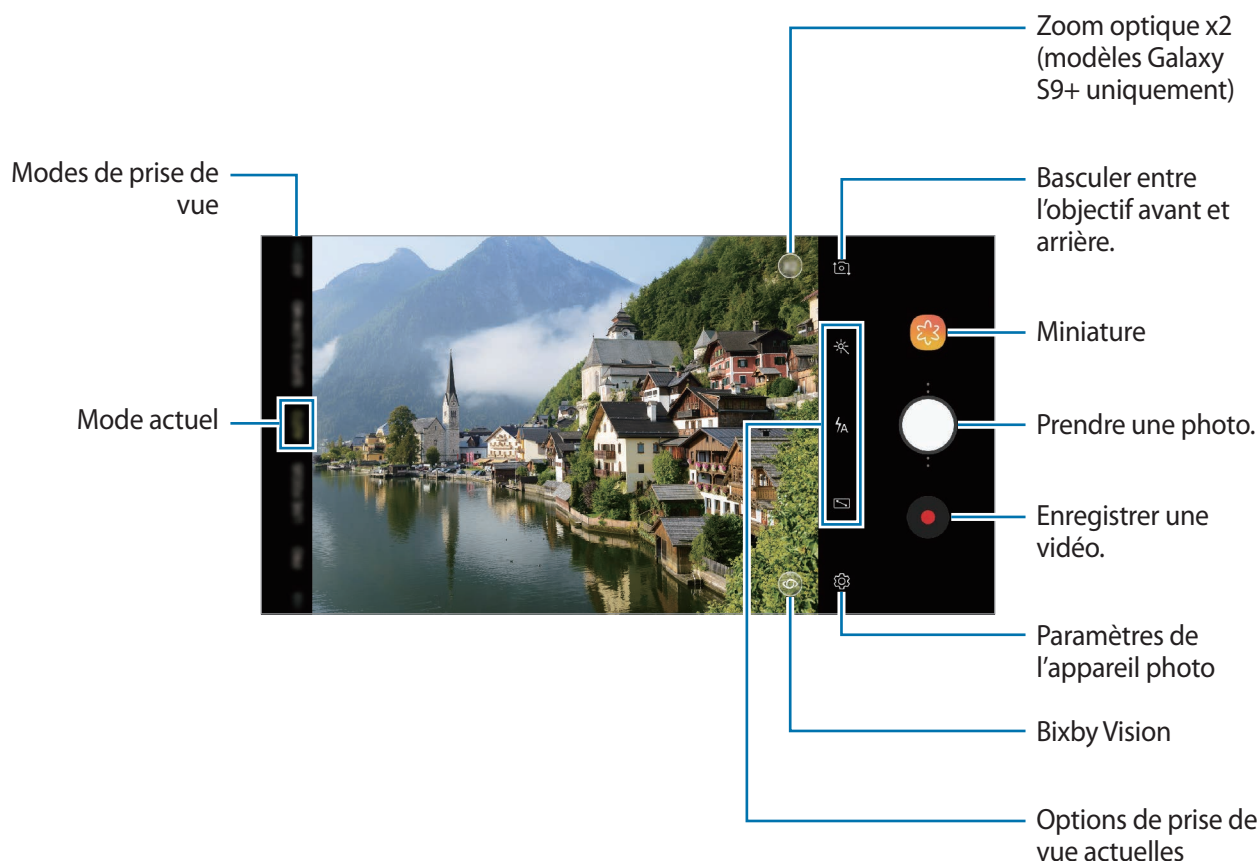 Zoom optique x2
(modèles Galaxy
S9+ uniquement)
Modes de prise de
vue
Basculer entre
l'objectif avant et
arrière.
Miniature
Mode actuel
Prendre une photo.
Enregistrer une
vidéo.
Paramètres de
l'appareil photo
Bixby Vision
Options de prise de
vue actuelles